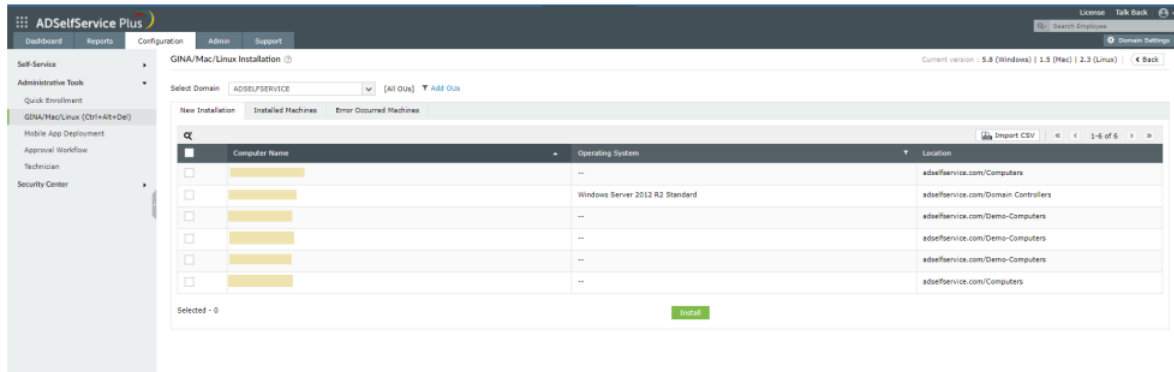 License Talk Back
ADSelfService Plus
Search Employee
Dashboard Reports Configuration Admin Support
Domain Settings
Self-Service
Administrative Tools
Quick Enrollment
GINA/Mac/Linux (Ctrl+Alt+Del)
Mobile App Deployment
Approval Workflow
Technician
Security Center
GINA/Mac/Linux Installation
Current version : 5.8 (Windows) | 1.5 (Mac) | 2.3 (Linux) Back
Select Domain ADSELFSERVICE [All OUs] Add OUs
New Installation Installed Machines Error Occurred Machines
Import CSV 1-6 of 6
Computer Name Operating System Location
-- adselfservice.com/Computers
Windows Server 2012 R2 Standard adselfservice.com/Domain Controllers
-- adselfservice.com/Demo-Computers
-- adselfservice.com/Demo-Computers
-- adselfservice.com/Demo-Computers
-- adselfservice.com/Computers
Selected - 0 Install